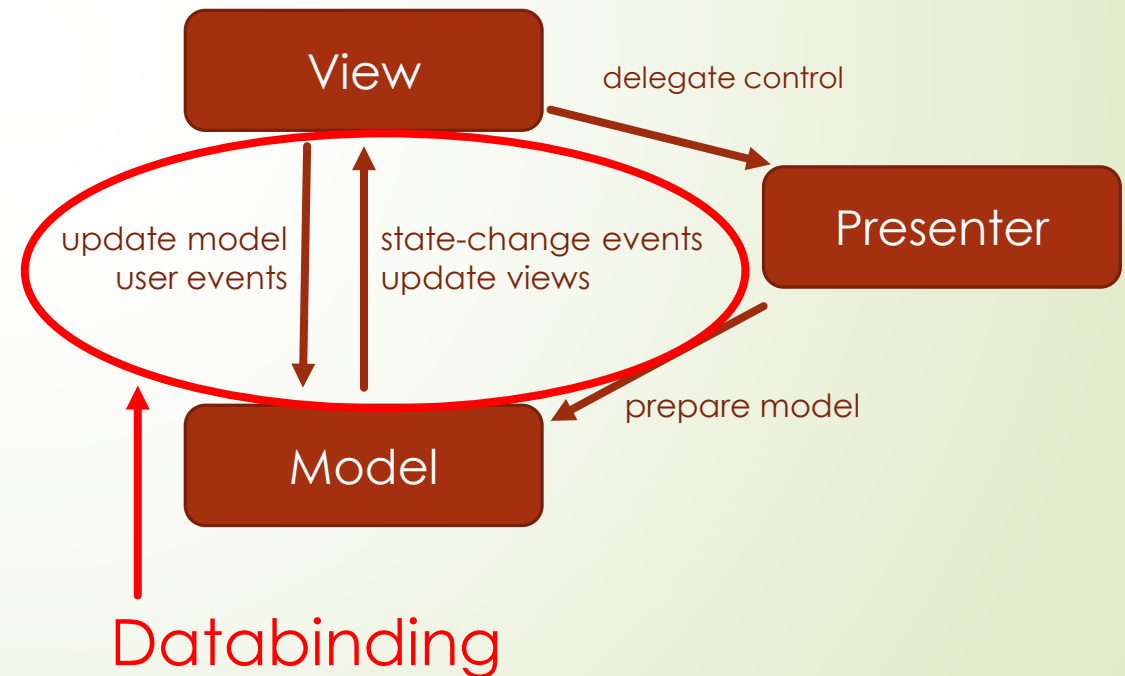 View
delegate control
Presenter
update model
user events
state-change events
update views
prepare model
Model
Databinding